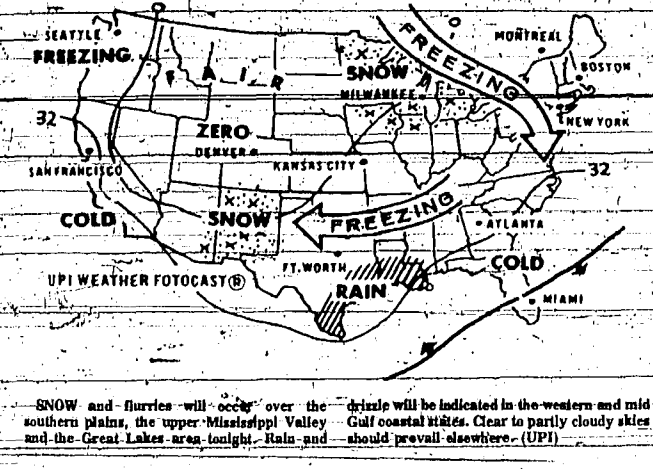 SEATTLE
FREEZING
0
FREEZING
MONTREAL
BOSTON
FAIR
SNOW
MILWAUKEE
NEW YORK
32
ZERO
DENVER
KANSAS CITY
SAN FRANCISCO
32
COLD
SNOW
FREEZING
ATLANTA
FT. WORTH
COLD
UPI WEATHER FOTOCAST ®
RAIN
MIAMI
SNOW and flurries will occur over the
southern plains, the upper Mississippi Valley
and the Great Lakes area tonight. Rain and
drizzle will be indicated in the western and mid
Gulf coastal states. Clear to partly cloudy skies
should prevail elsewhere. (UPI)